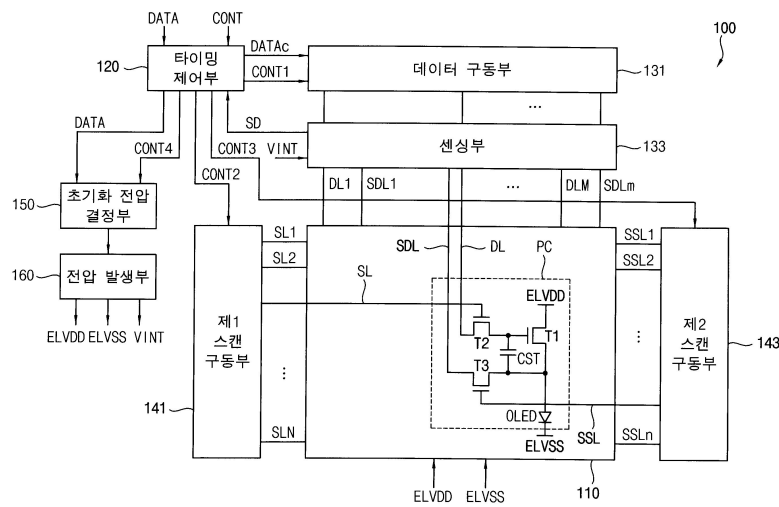 DATA
CONT
100
120
타이밍
제어부
DATAc
CONT1
데이터 구동부
131
...
DATA
CONT4
CONT2
SD
CONT3
VINT
센싱부
133
DL1
SDL1
...
DLM
SDLm
150
초기화 전압
결정부
160
전압 발생부
ELVDD
ELVSS
VINT
SL1
SL2
SDL
DL
PC
SSL1
SSL2
SL
ELVDD
T2
T1
CST
T3
OLED
ELVSS
SSL
제1
스캔
구동부
141
...
SLN
...
SSLn
제2
스캔
구동부
143
ELVDD
ELVSS
110